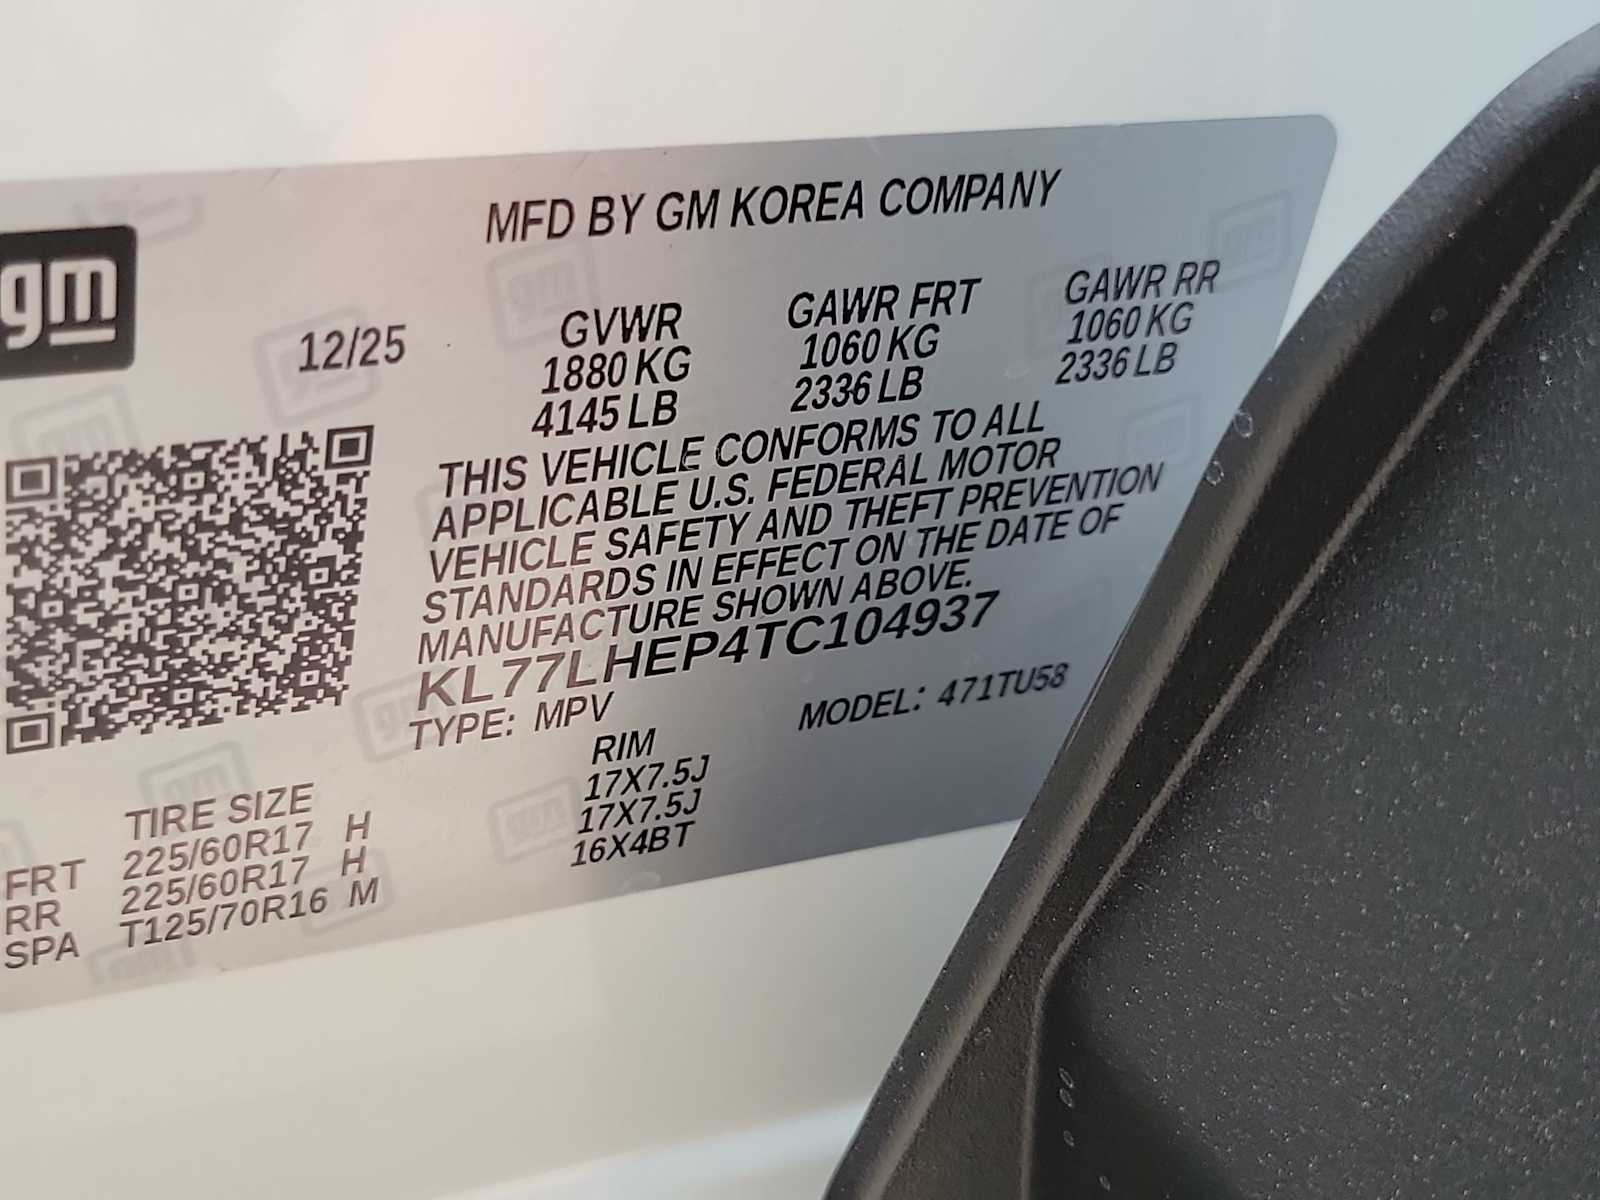 MFD BY GM KOREA COMPANY
gm
12/25
GVWR GAWR FRT GAWR RR
1880 KG 1060 KG 1060 KG
4145 LB 2336 LB 2336 LB
THIS VEHICLE CONFORMS TO ALL
APPLICABLE U.S. FEDERAL MOTOR
VEHICLE SAFETY AND THEFT PREVENTION
STANDARDS IN EFFECT ON THE DATE OF
MANUFACTURE SHOWN ABOVE.
KL77LHEP4TC104937
TYPE: MPV MODEL: 471TU58
TIRE SIZE RIM
FRT 225/60R17 H 17X7.5J
RR 225/60R17 H 17X7.5J
SPA T125/70R16 M 16X4BT